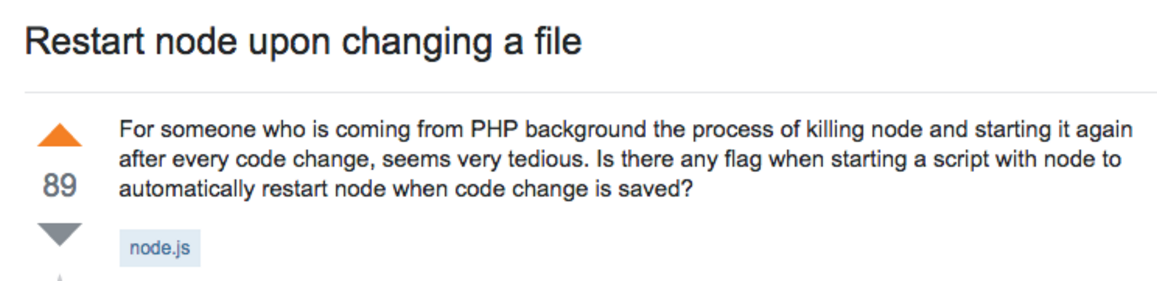 Restart node upon changing a file
For someone who is coming from PHP background the process of killing node and starting it again
after every code change, seems very tedious. Is there any flag when starting a script with node to
89
automatically restart node when code change is saved?
node.js